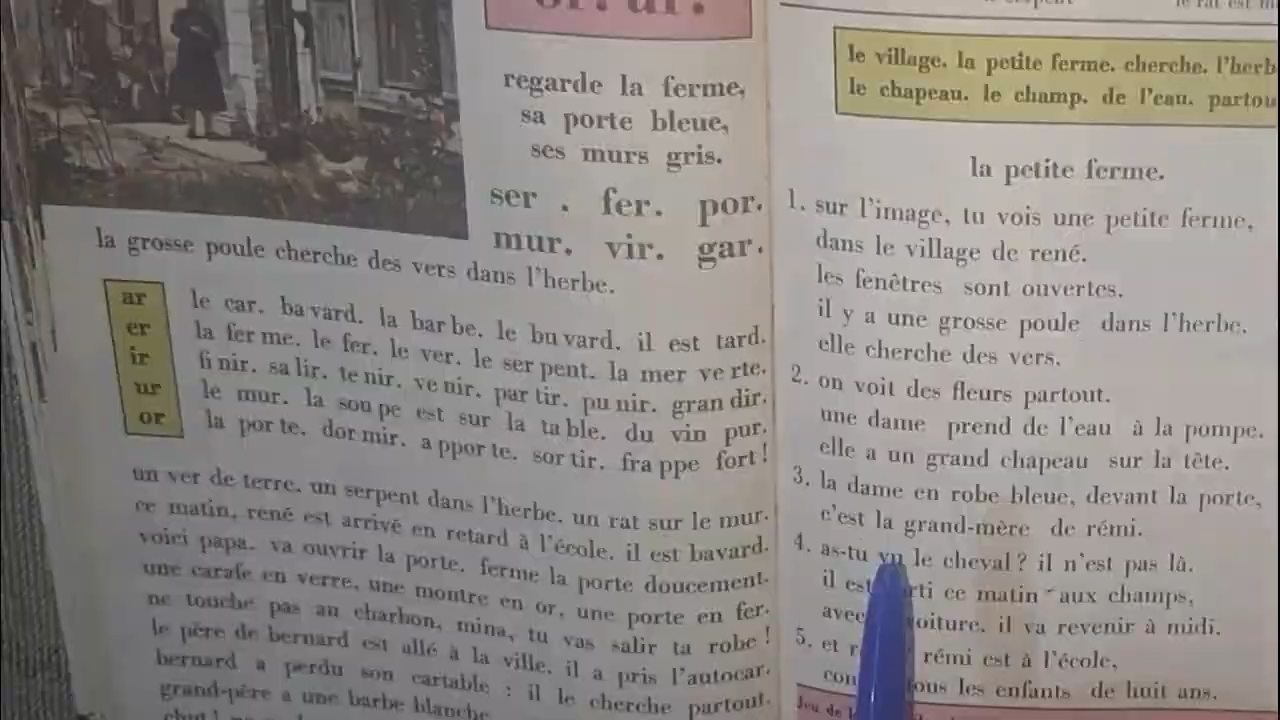 or. ur.
regarde la ferme,
sa porte bleue,
ses murs gris.
ser . fer. por.
mur. vir. gar.
la grosse poule cherche des vers dans l'herbe.
ar
er
ir
ur
or
le car. ba vard. la bar be. le bu vard. il est tard.
la fer me. le fer. le ver. le ser pent. la mer ve rte.
fi nir. sa lir. te nir. ve nir. par tir. pu nir. gran dir.
le mur. la sou pe est sur la ta ble. du vin pur.
la por te. dor mir. a ppor te. sor tir. fra ppe fort !
un ver de terre. un serpent dans l'herbe. un rat sur le mur.
ce matin, rené est arrivé en retard à l'école. il est bavard.
voici papa. va ouvrir la porte. ferme la porte doucement.
une carafe en verre, une montre en or, une porte en fer.
ne touche pas au charbon, mina, tu vas salir ta robe !
le père de bernard est allé à la ville. il a pris l'autocar.
bernard a perdu son cartable : il le cherche partout.
grand-père a une barbe blanche
chut !
le rat est
le village. la petite ferme. cherche. l'herb
le chapeau. le champ. de l'eau. partou
la petite ferme.
1. sur l'image, tu vois une petite ferme,
dans le village de rené.
les fenêtres sont ouvertes.
il y a une grosse poule dans l'herbe.
elle cherche des vers.
2. on voit des fleurs partout.
une dame prend de l'eau à la pompe.
elle a un grand chapeau sur la tête.
3. la dame en robe bleue, devant la porte,
c'est la grand-mère de rémi.
4. as-tu vu le cheval ? il n'est pas là.
il est rti ce matin aux champs,
avec oiture. il va revenir à midi.
5. et rémi est à l'école,
tous les enfants de huit ans.
Jeu de